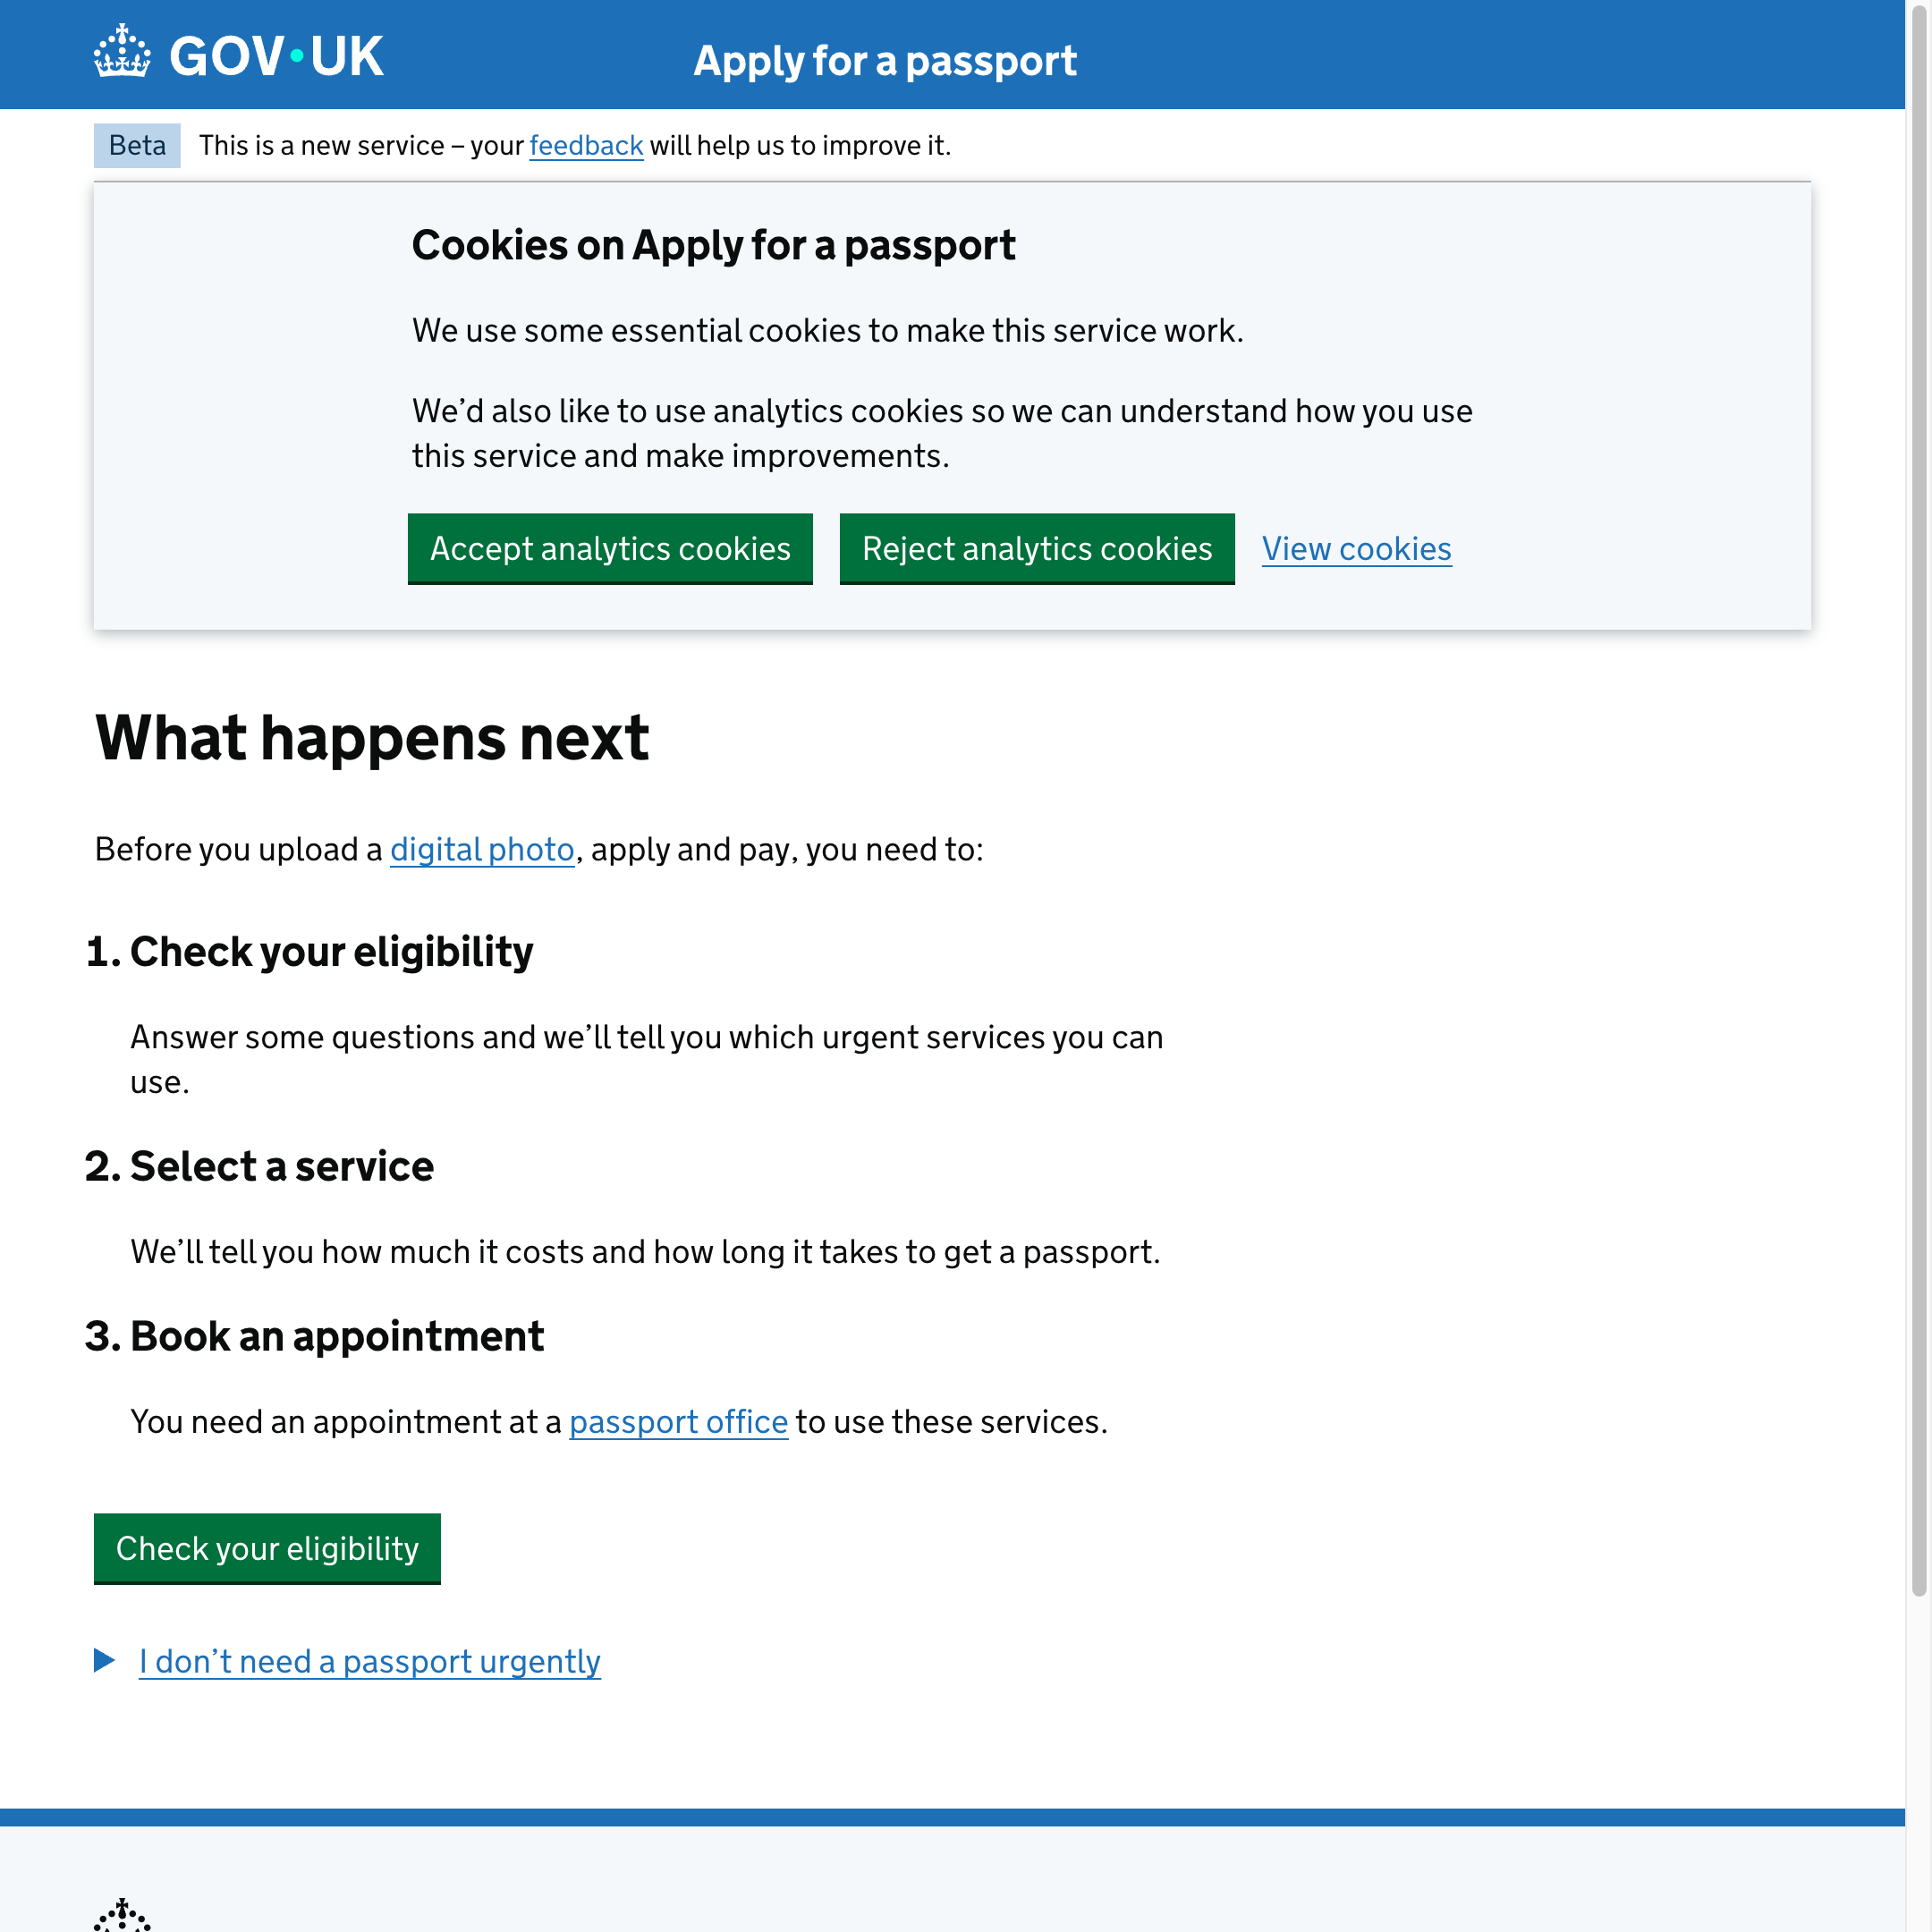 GOV·UK
Apply for a passport
Beta
This is a new service – your feedback will help us to improve it.
Cookies on Apply for a passport
We use some essential cookies to make this service work.
We’d also like to use analytics cookies so we can understand how you use
this service and make improvements.
Accept analytics cookies
Reject analytics cookies
View cookies
What happens next
Before you upload a digital photo, apply and pay, you need to:
1. Check your eligibility
Answer some questions and we’ll tell you which urgent services you can
use.
2. Select a service
We’ll tell you how much it costs and how long it takes to get a passport.
3. Book an appointment
You need an appointment at a passport office to use these services.
Check your eligibility
I don’t need a passport urgently